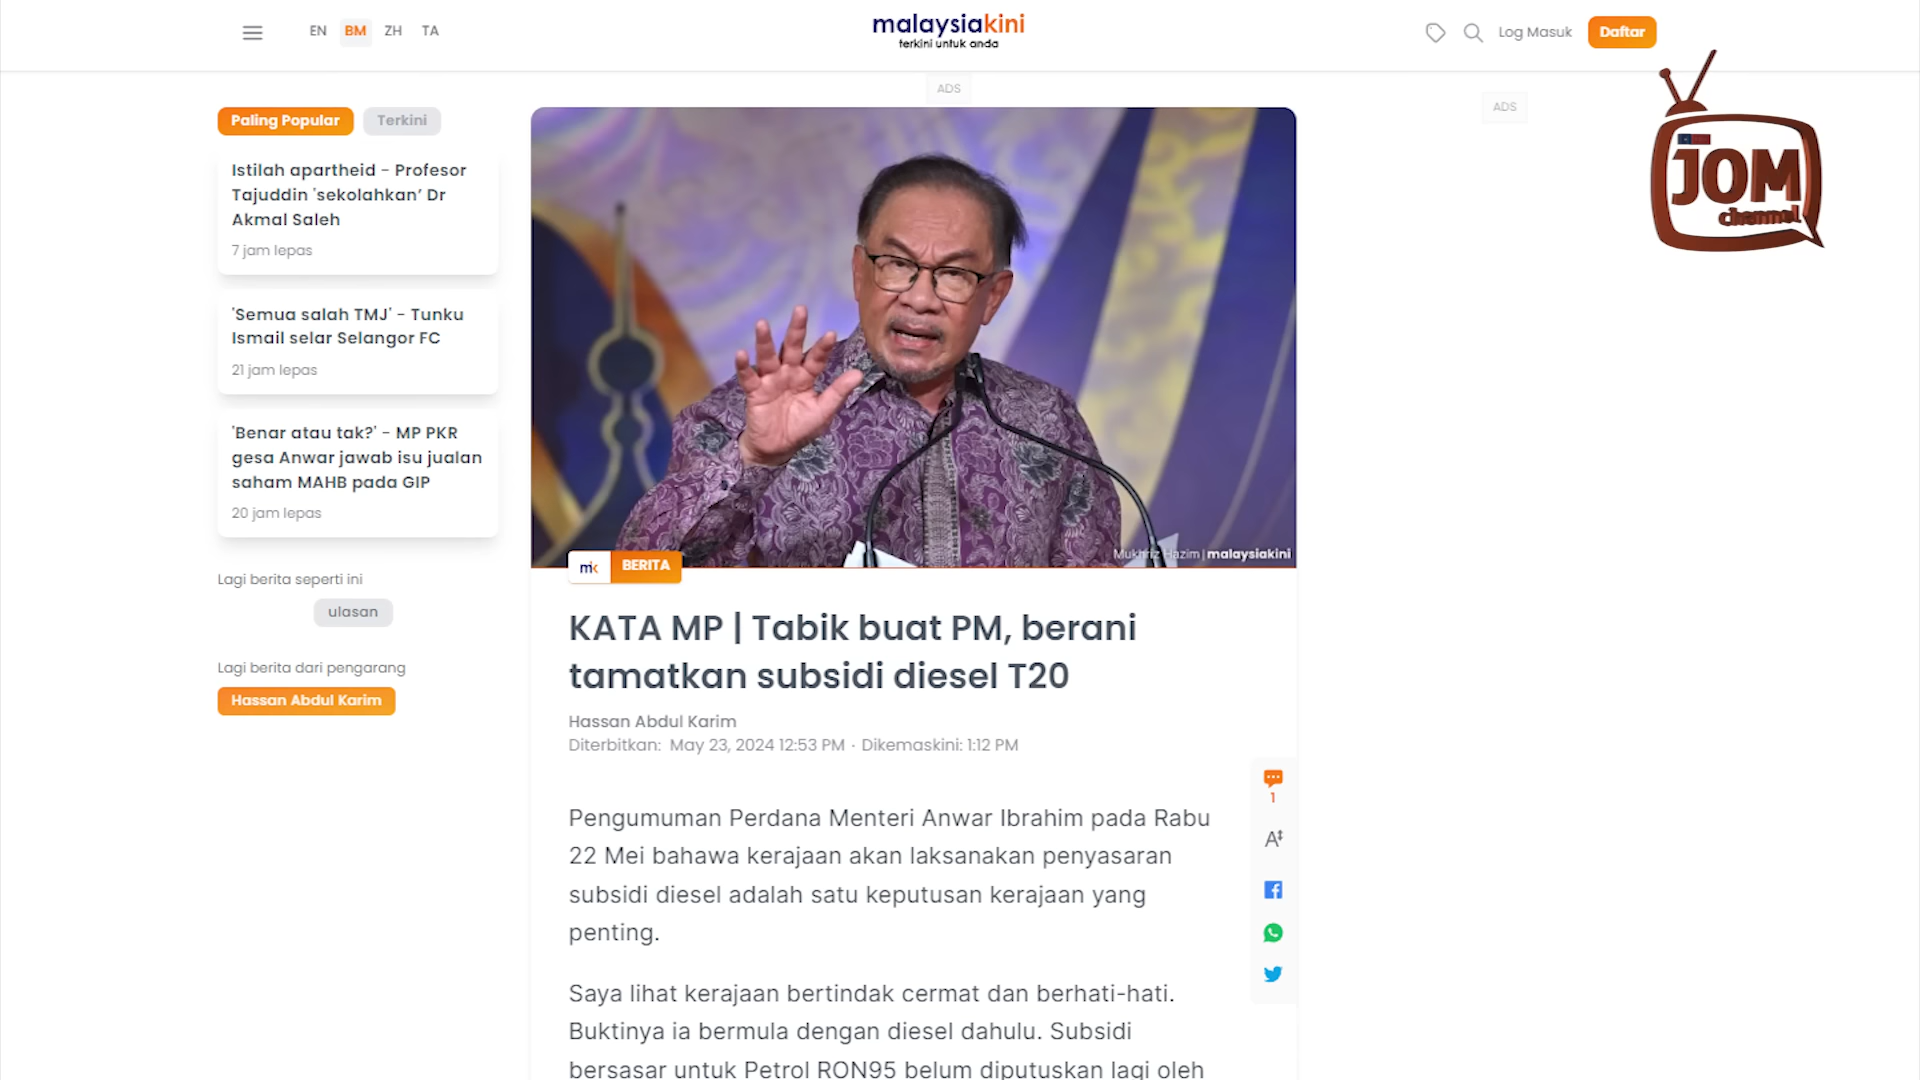 EN BM ZH TA
malaysiakini
terkini untuk anda
Log Masuk
Daftar
ADS
ADS
JOM
channel
Paling Popular
Terkini
Istilah apartheid - Profesor
Tajuddin 'sekolahkan’ Dr
Akmal Saleh
7 jam lepas
'Semua salah TMJ' - Tunku
Ismail selar Selangor FC
21 jam lepas
'Benar atau tak?' - MP PKR
gesa Anwar jawab isu jualan
saham MAHB pada GIP
20 jam lepas
Lagi berita seperti ini
ulasan
Lagi berita dari pengarang
Hassan Abdul Karim
Mukhriz Hazim | malaysiakini
mk BERITA
KATA MP | Tabik buat PM, berani
tamatkan subsidi diesel T20
Hassan Abdul Karim
Diterbitkan: May 23, 2024 12:53 PM · Dikemaskini: 1:12 PM
1
A
Pengumuman Perdana Menteri Anwar Ibrahim pada Rabu
22 Mei bahawa kerajaan akan laksanakan penyasaran
subsidi diesel adalah satu keputusan kerajaan yang
penting.
Saya lihat kerajaan bertindak cermat dan berhati-hati.
Buktinya ia bermula dengan diesel dahulu. Subsidi
bersasar untuk Petrol RON95 belum diputuskan lagi oleh